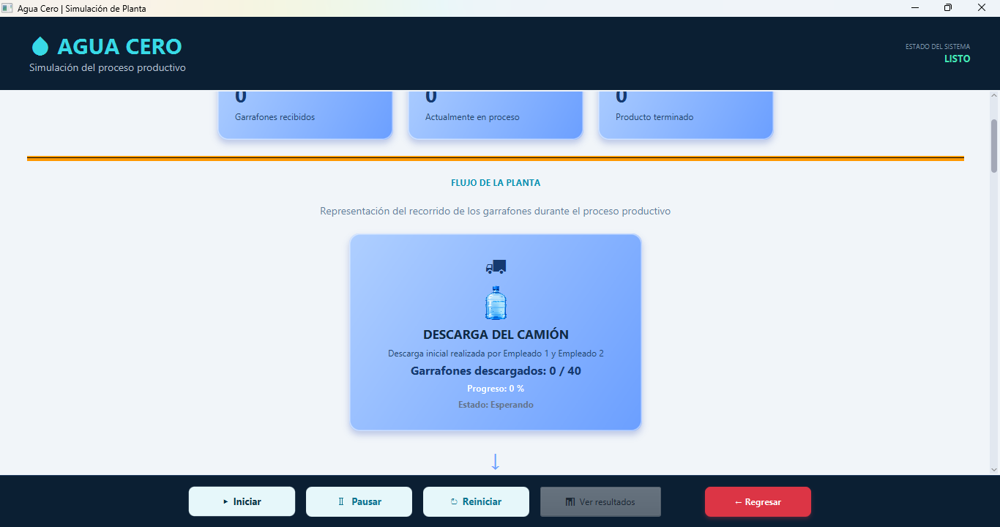 Agua Cero | Simulación de Planta
AGUA CERO
Simulación del proceso productivo
ESTADO DEL SISTEMA
LISTO
0
Garrafones recibidos
0
Actualmente en proceso
0
Producto terminado
FLUJO DE LA PLANTA
Representación del recorrido de los garrafones durante el proceso productivo
DESCARGA DEL CAMIÓN
Descarga inicial realizada por Empleado 1 y Empleado 2
Garrafones descargados: 0 / 40
Progreso: 0 %
Estado: Esperando
Iniciar
Pausar
Reiniciar
Ver resultados
← Regresar